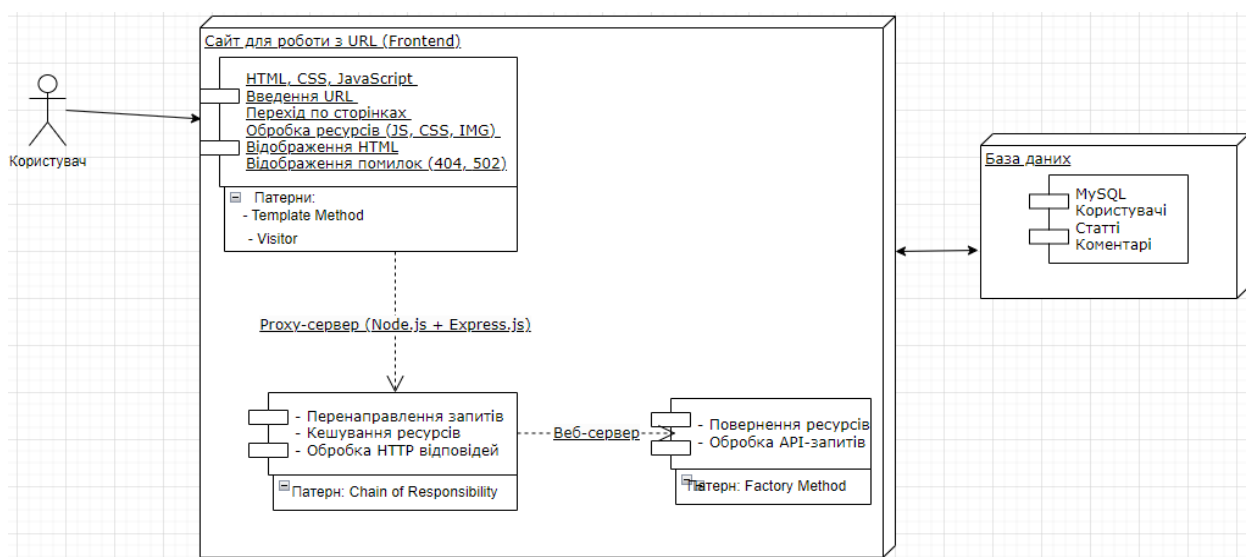 Сайт для роботи з URL (Frontend)
HTML, CSS, JavaScript
Введення URL
Перехід по сторінках
Обробка ресурсів (JS, CSS, IMG)
Відображення HTML
Відображення помилок (404, 502)
Патерни:
- Template Method
- Visitor
Користувач
База даних
MySQL
Користувачі
Статті
Коментарі
Proxy-сервер (Node.js + Express.js)
- Перенаправлення запитів
- Кешування ресурсів
- Обробка HTTP відповідей
Патерн: Chain of Responsibility
Веб-сервер
- Повернення ресурсів
- Обробка API-запитів
Патерн: Factory Method